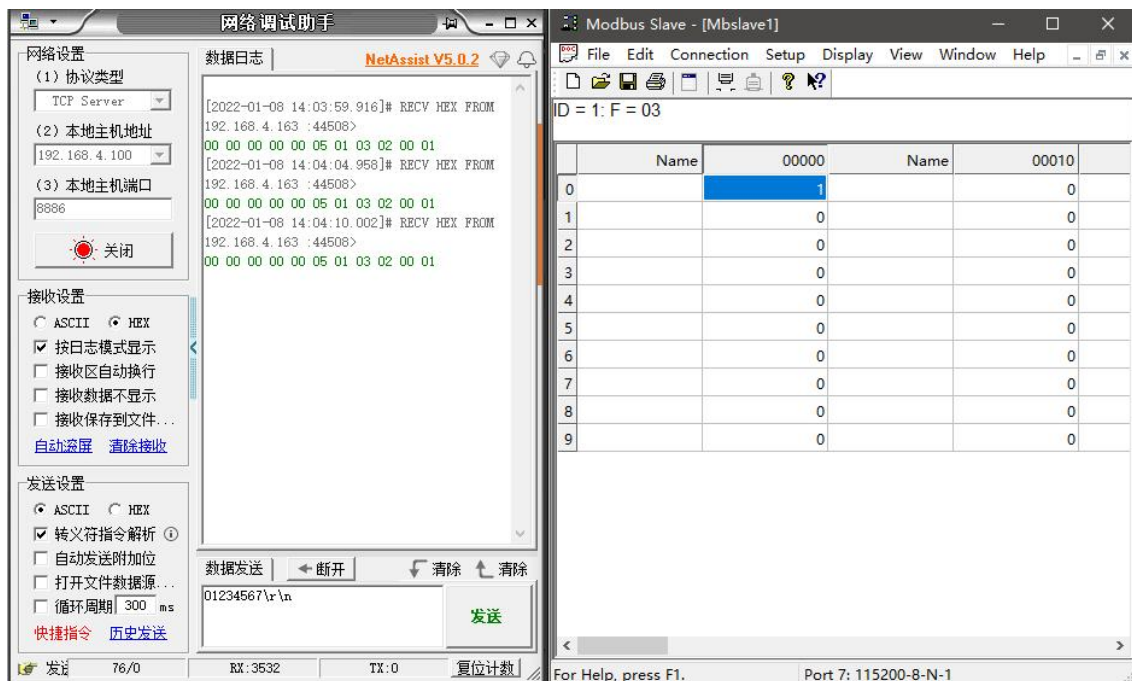 网络调试助手
网络设置
(1) 协议类型
TCP Server
(2) 本地主机地址
192.168.4.100
(3) 本地主机端口
8886
关闭
接收设置
ASCII HEX
按日志模式显示
接收区自动换行
接收数据不显示
接收保存到文件...
自动滚屏 清除接收
发送设置
ASCII HEX
转义符指令解析
自动发送附加位
打开文件数据源...
循环周期 300 ms
快捷指令 历史发送
数据日志 NetAssist V5.0.2
[2022-01-08 14:03:59.916]# RECV HEX FROM
192.168.4.163 :44508>
00 00 00 00 00 05 01 03 02 00 01
[2022-01-08 14:04:04.958]# RECV HEX FROM
192.168.4.163 :44508>
00 00 00 00 00 05 01 03 02 00 01
[2022-01-08 14:04:10.002]# RECV HEX FROM
192.168.4.163 :44508>
00 00 00 00 00 05 01 03 02 00 01
数据发送 断开 清除 清除
01234567\r\n
发送
76/0 RX:3532 TX:0 复位计数
Modbus Slave - [Mbslave1]
File Edit Connection Setup Display View Window Help
ID = 1: F = 03
Name 00000 Name 00010
0 1 0
1 0 0
2 0 0
3 0 0
4 0 0
5 0 0
6 0 0
7 0 0
8 0 0
9 0 0
For Help, press F1. Port 7: 115200-8-N-1